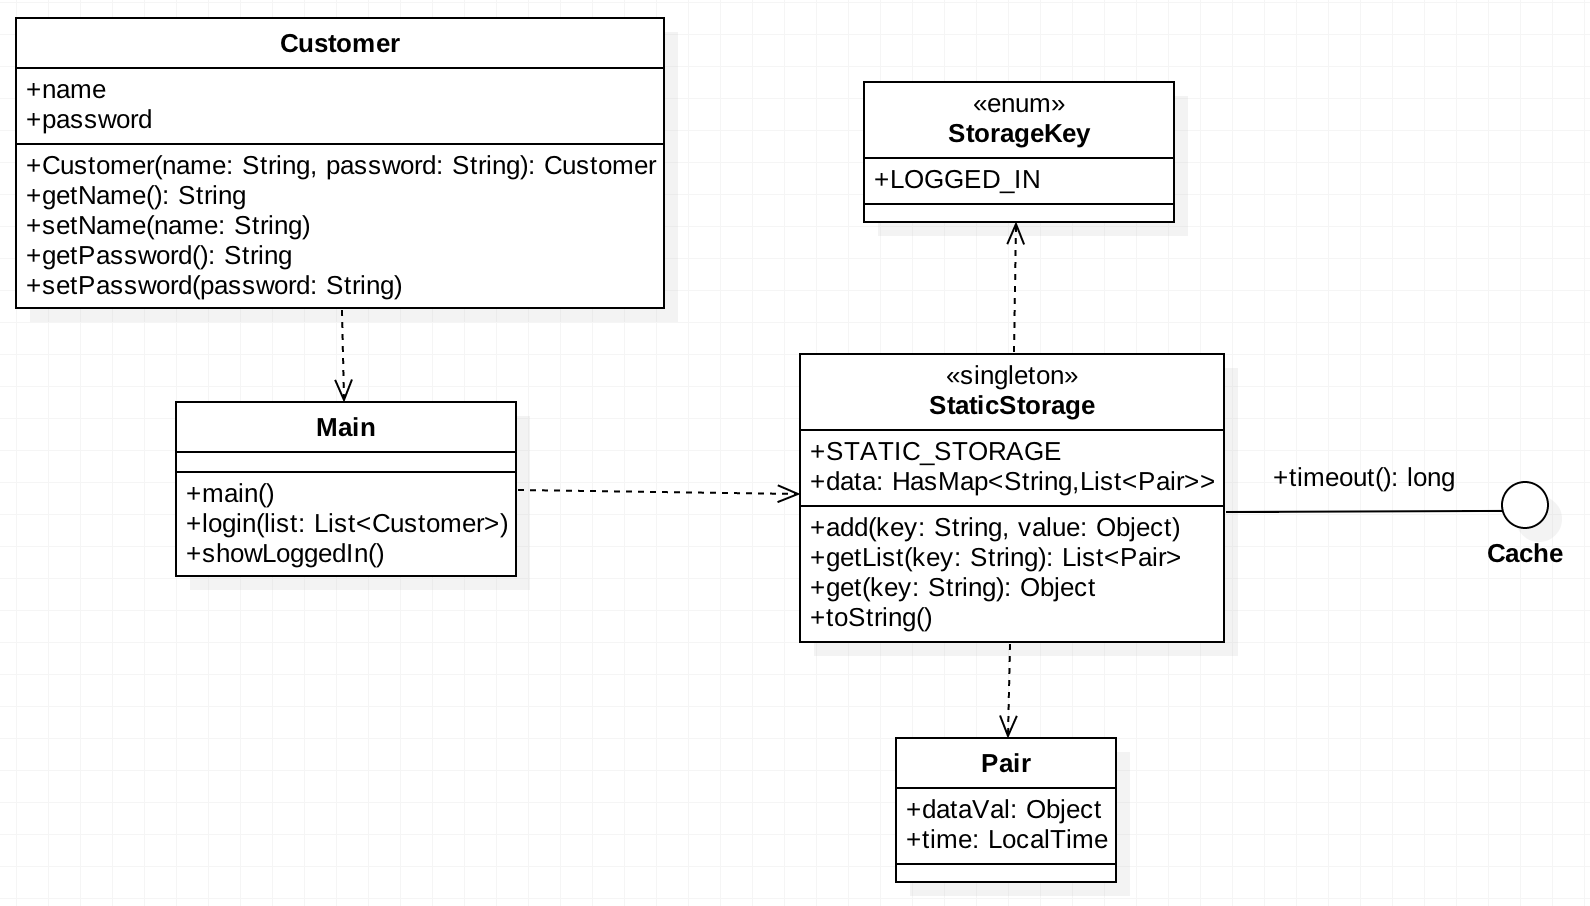 Customer
+name
+password
+Customer(name: String, password: String): Customer
+getName(): String
+setName(name: String)
+getPassword(): String
+setPassword(password: String)
«enum»
StorageKey
+LOGGED_IN
Main
+main()
+login(list: List<Customer>)
+showLoggedIn()
«singleton»
StaticStorage
+STATIC_STORAGE
+data: HasMap<String,List<Pair>>
+add(key: String, value: Object)
+getList(key: String): List<Pair>
+get(key: String): Object
+toString()
+timeout(): long
Cache
Pair
+dataVal: Object
+time: LocalTime